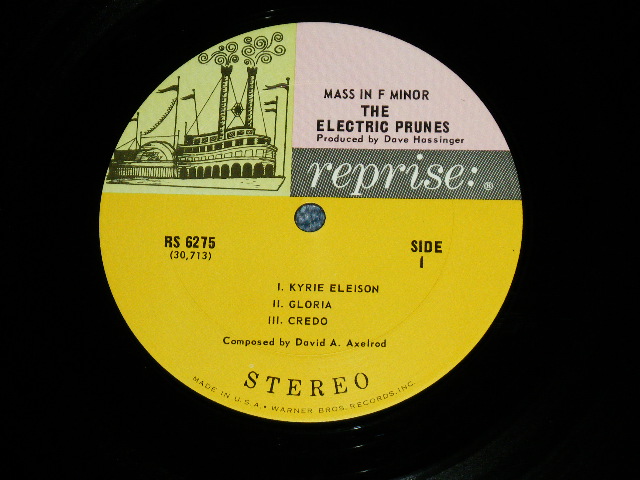 MASS IN F MINOR
THE
ELECTRIC PRUNES
Produced by Dave Hassinger
reprise:®
RS 6275
(30,713)
SIDE
1
I. KYRIE ELEISON
II. GLORIA
III. CREDO
Composed by David A. Axelrod
STEREO
MADE IN U.S.A. • WARNER BROS. RECORDS, INC.